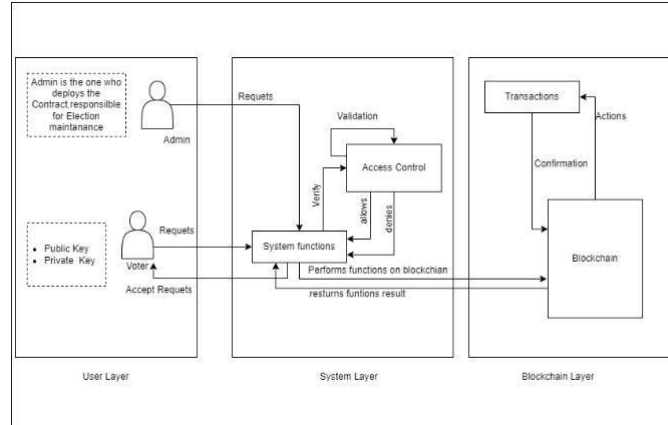 Admin is the one who
deploys the
Contract,responsible
for Election
maintanance
Admin
Requets
Validation
Access Control
Verify
allows
denies
Transactions
Actions
Confirmation
Public Key
Private Key
Voter
Requests
Accept Requets
System functions
Performs functions on blockchian
resturns funtions result
Blockchain
User Layer
System Layer
Blockchain Layer